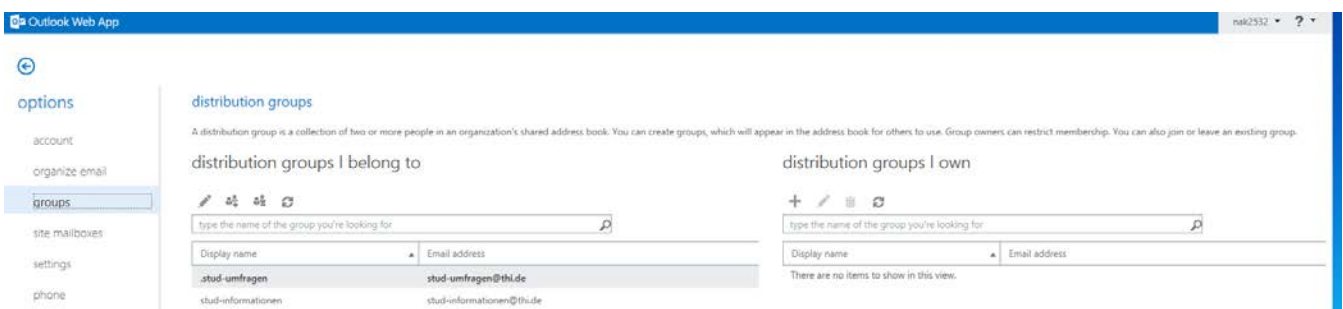 Outlook Web App
nak2532 ?
options
account
organize email
groups
site mailboxes
settings
phone
distribution groups
A distribution group is a collection of two or more people in an organization's shared address book. You can create groups, which will appear in the address book for others to use. Group owners can restrict membership. You can also join or leave an existing group.
distribution groups I belong to
type the name of the group you're looking for
Display name Email address
.stud-umfragen stud-umfragen@thi.de
stud-informationen stud-informationen@thi.de
distribution groups I own
type the name of the group you're looking for
Display name Email address
There are no items to show in this view.